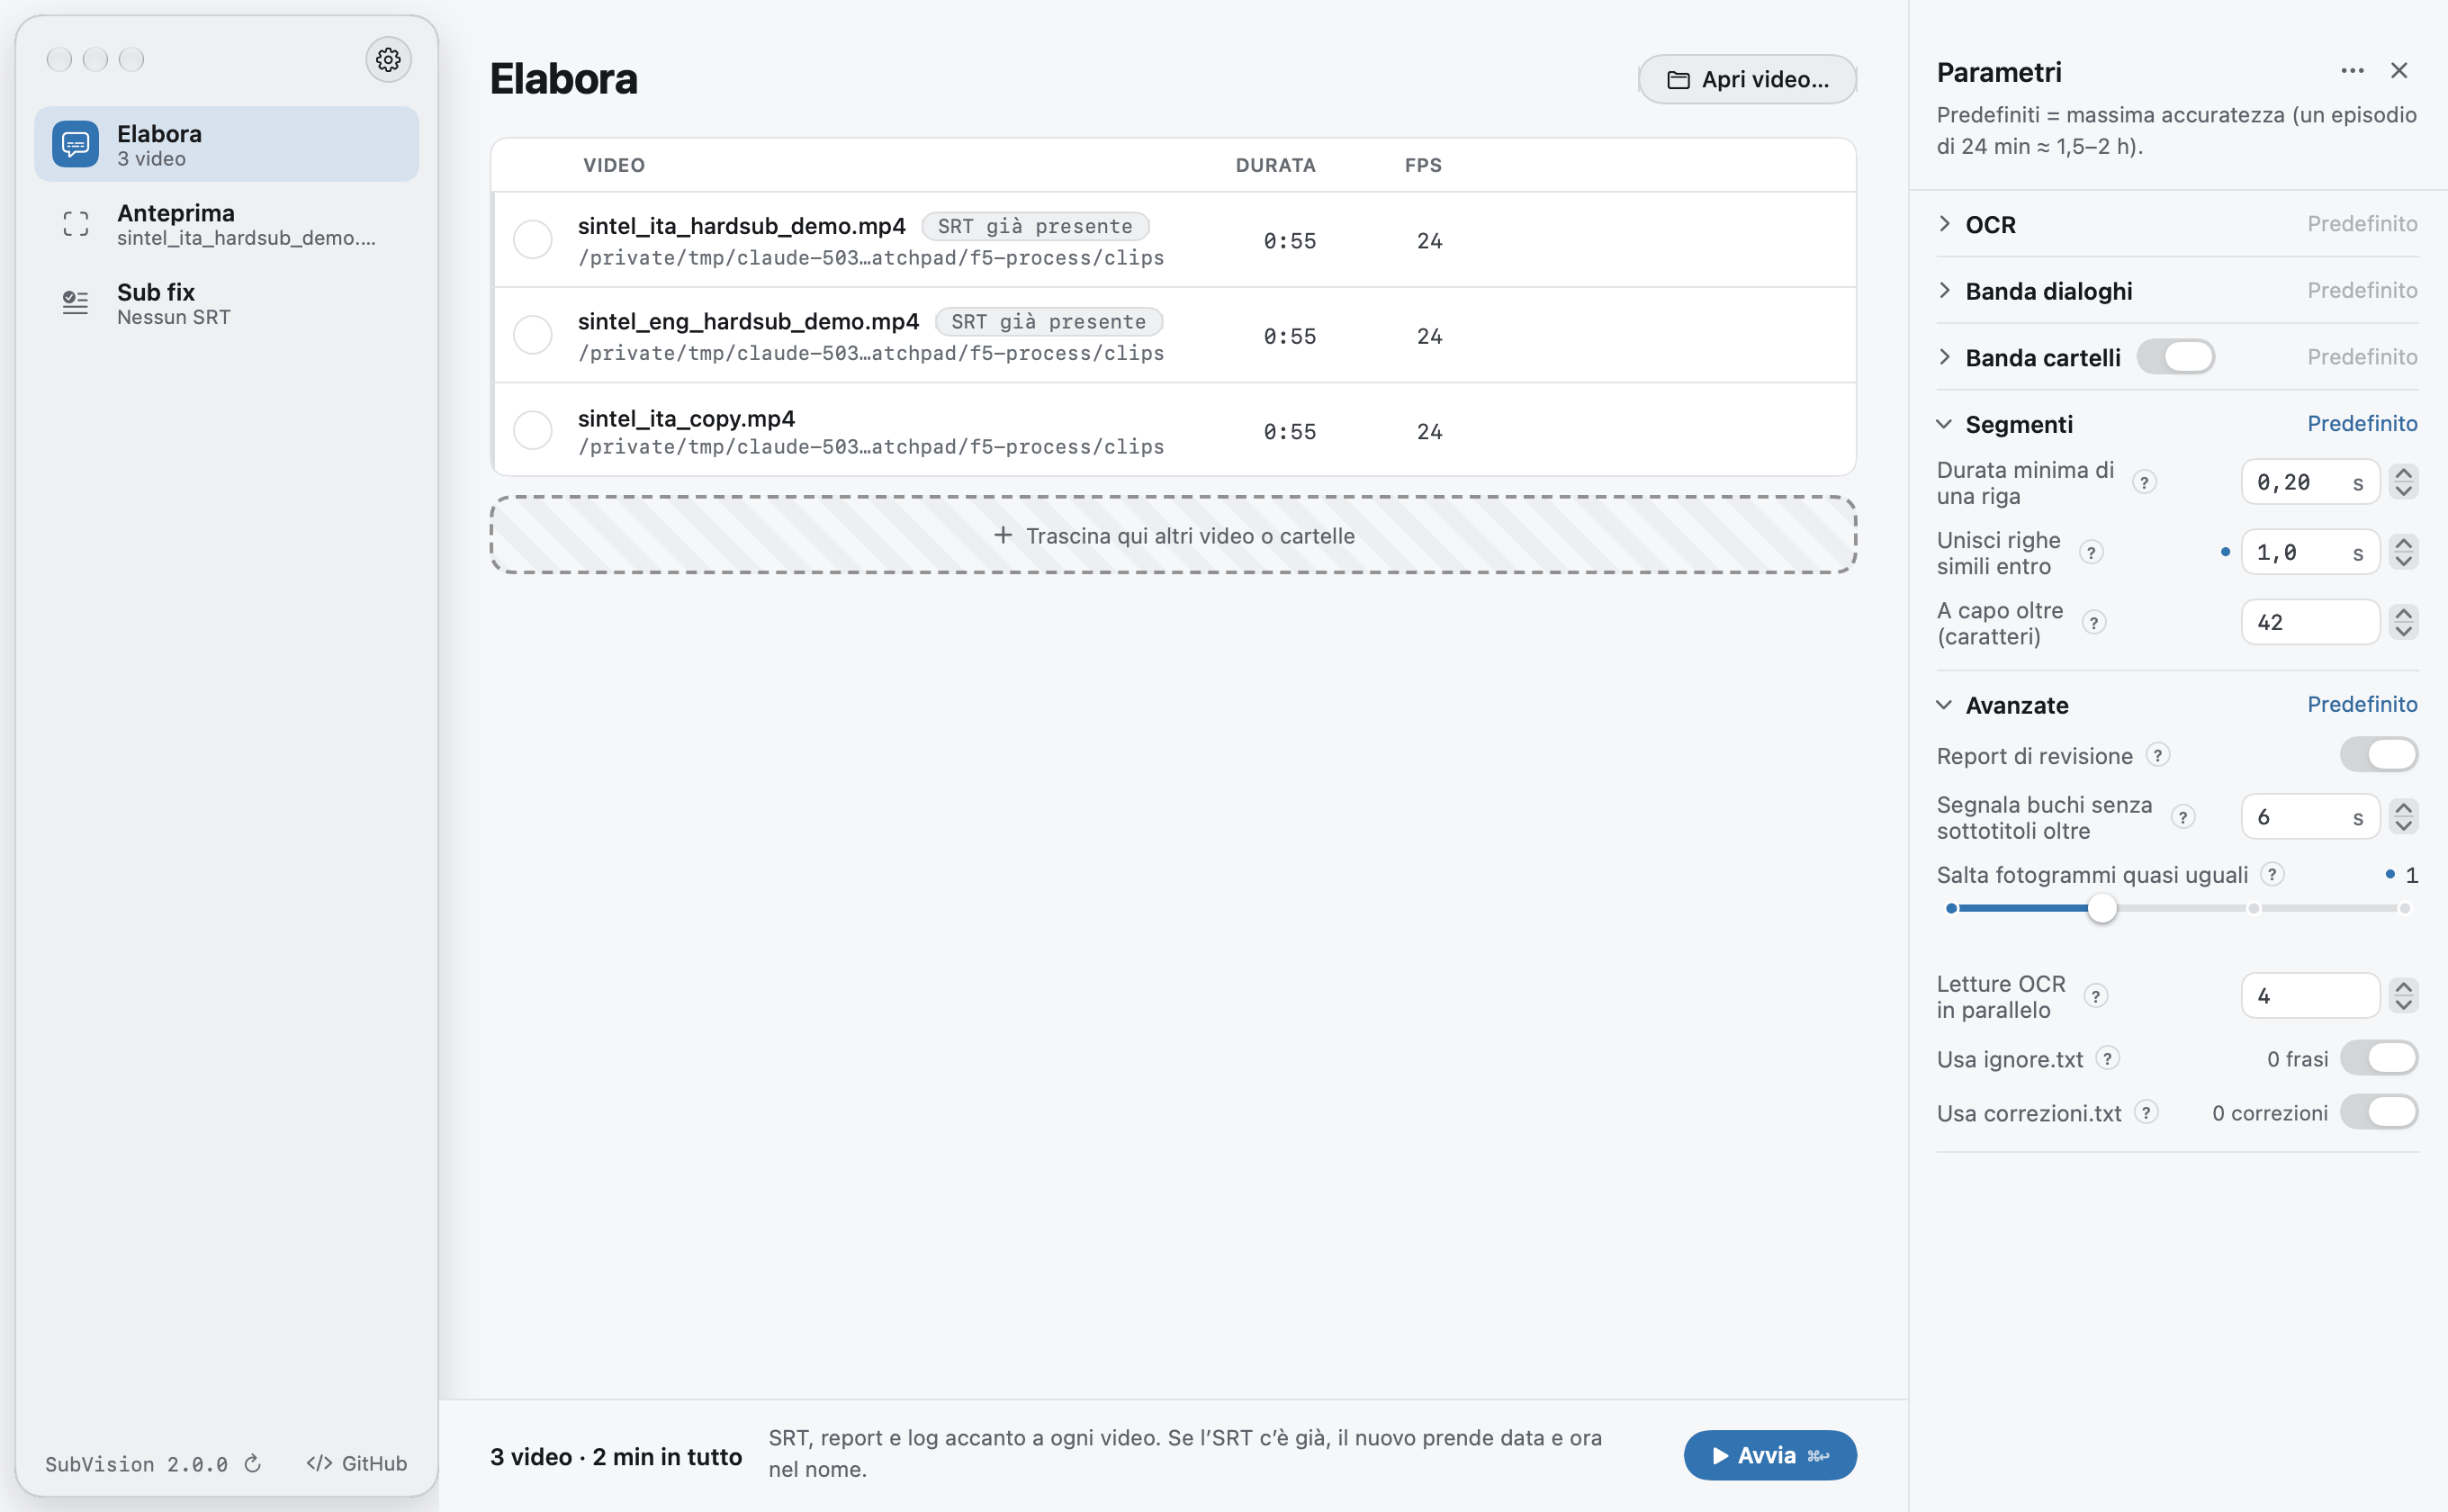 Elabora
3 video
Anteprima
sintel_ita_hardsub_demo....
Sub fix
Nessun SRT
SubVision 2.0.0
</> GitHub
Elabora
Apri video...
VIDEO DURATA FPS
sintel_ita_hardsub_demo.mp4 SRT già presente 0:55 24
/private/tmp/claude-503…atchpad/f5-process/clips
sintel_eng_hardsub_demo.mp4 SRT già presente 0:55 24
/private/tmp/claude-503…atchpad/f5-process/clips
sintel_ita_copy.mp4 0:55 24
/private/tmp/claude-503…atchpad/f5-process/clips
+ Trascina qui altri video o cartelle
3 video · 2 min in tutto
SRT, report e log accanto a ogni video. Se l’SRT c’è già, il nuovo prende data e ora
nel nome.
Avvia ⌘↩
Parametri
Predefiniti = massima accuratezza (un episodio
di 24 min ≈ 1,5–2 h).
OCR Predefinito
Banda dialoghi Predefinito
Banda cartelli Predefinito
Segmenti Predefinito
Durata minima di
una riga ? 0,20 s
Unisci righe
simili entro ? 1,0 s
A capo oltre
(caratteri) ? 42
Avanzate Predefinito
Report di revisione ?
Segnala buchi senza
sottotitoli oltre ? 6 s
Salta fotogrammi quasi uguali ? 1
Letture OCR
in parallelo ? 4
Usa ignore.txt ? 0 frasi
Usa correzioni.txt ? 0 correzioni